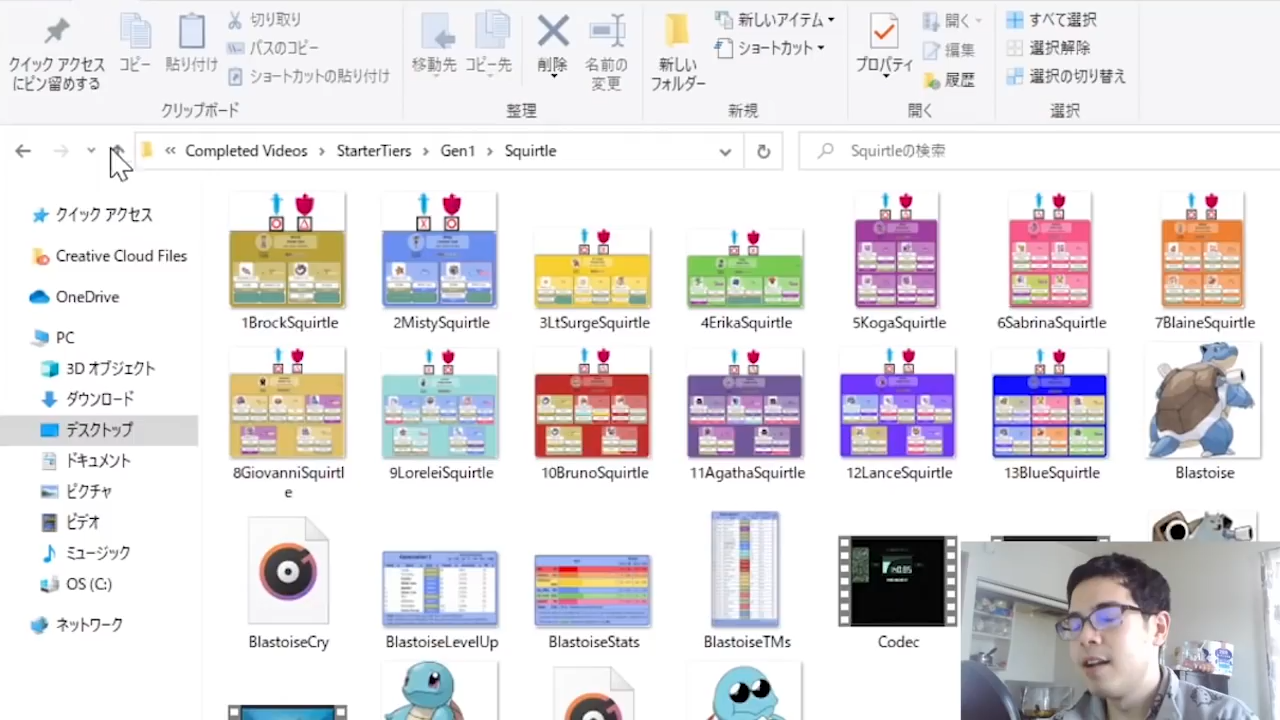 クイック アクセス
にピン留めする
コピー
貼り付け
切り取り
パスのコピー
ショートカットの貼り付け
クリップボード
移動先
コピー先
削除
名前の
変更
整理
新しい
フォルダー
新しいアイテム
ショートカット
新規
プロパティ
開く
編集
履歴
開く
すべて選択
選択解除
選択の切り替え
選択
« Completed Videos › StarterTiers › Gen1 › Squirtle
Squirtleの検索
クイック アクセス
Creative Cloud Files
OneDrive
PC
3D オブジェクト
ダウンロード
デスクトップ
ドキュメント
ピクチャ
ビデオ
ミュージック
OS (C:)
ネットワーク
1BrockSquirtle
2MistySquirtle
3LtSurgeSquirtle
4ErikaSquirtle
5KogaSquirtle
6SabrinaSquirtle
7BlaineSquirtle
8GiovanniSquirtl
e
9LoreleiSquirtle
10BrunoSquirtle
11AgathaSquirtle
12LanceSquirtle
13BlueSquirtle
Blastoise
BlastoiseCry
BlastoiseLevelUp
BlastoiseStats
BlastoiseTMs
Codec